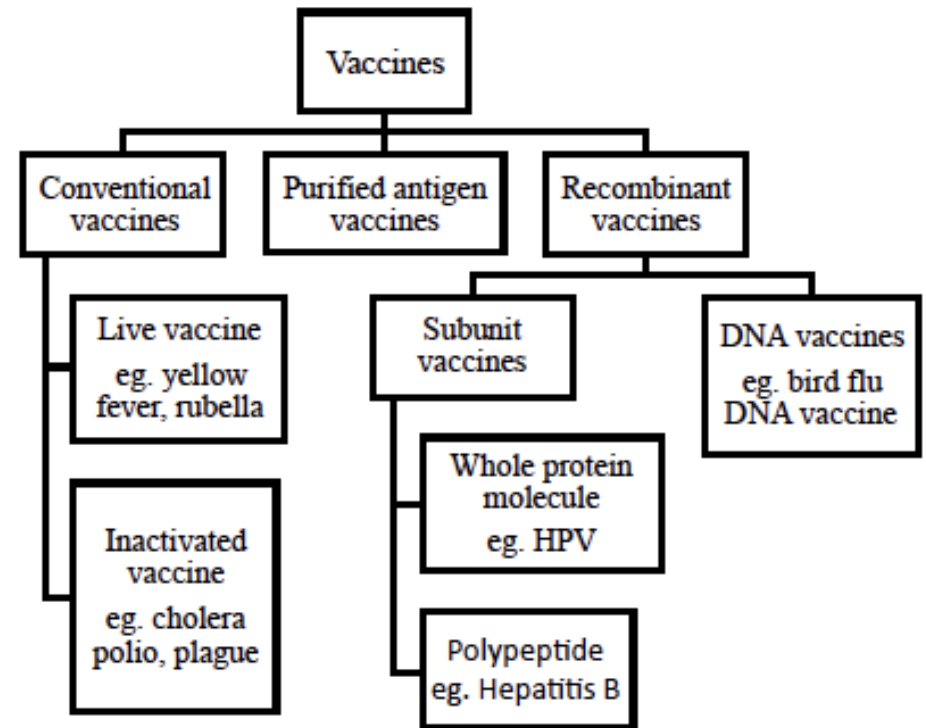 Vaccines
Conventional
vaccines
Purified antigen
vaccines
Recombinant
vaccines
Live vaccine
eg. yellow
fever, rubella
Inactivated
vaccine
eg. cholera
polio, plague
Subunit
vaccines
Whole protein
molecule
eg. HPV
Polypeptide
eg. Hepatitis B
DNA vaccines
eg. bird flu
DNA vaccine